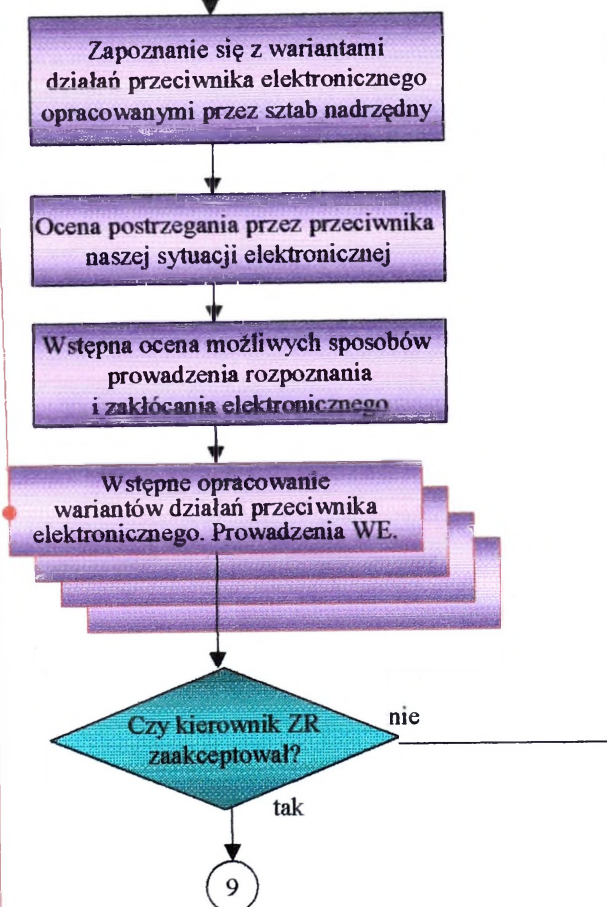 Zapoznanie się z wariantami
działań przeciwnika elektronicznego
opracowanymi przez sztab nadrzędny
Ocena postrzegania przez przeciwnika
naszej sytuacji elektronicznej
Wstępna ocena możliwych sposobów
prowadzenia rozpoznania
i zakłócania elektronicznego
Wstępne opracowanie
wariantów działań przeciwnika
elektronicznego. Prowadzenia WE.
Czy kierownik ZR
zaakceptował?
nie
tak
9